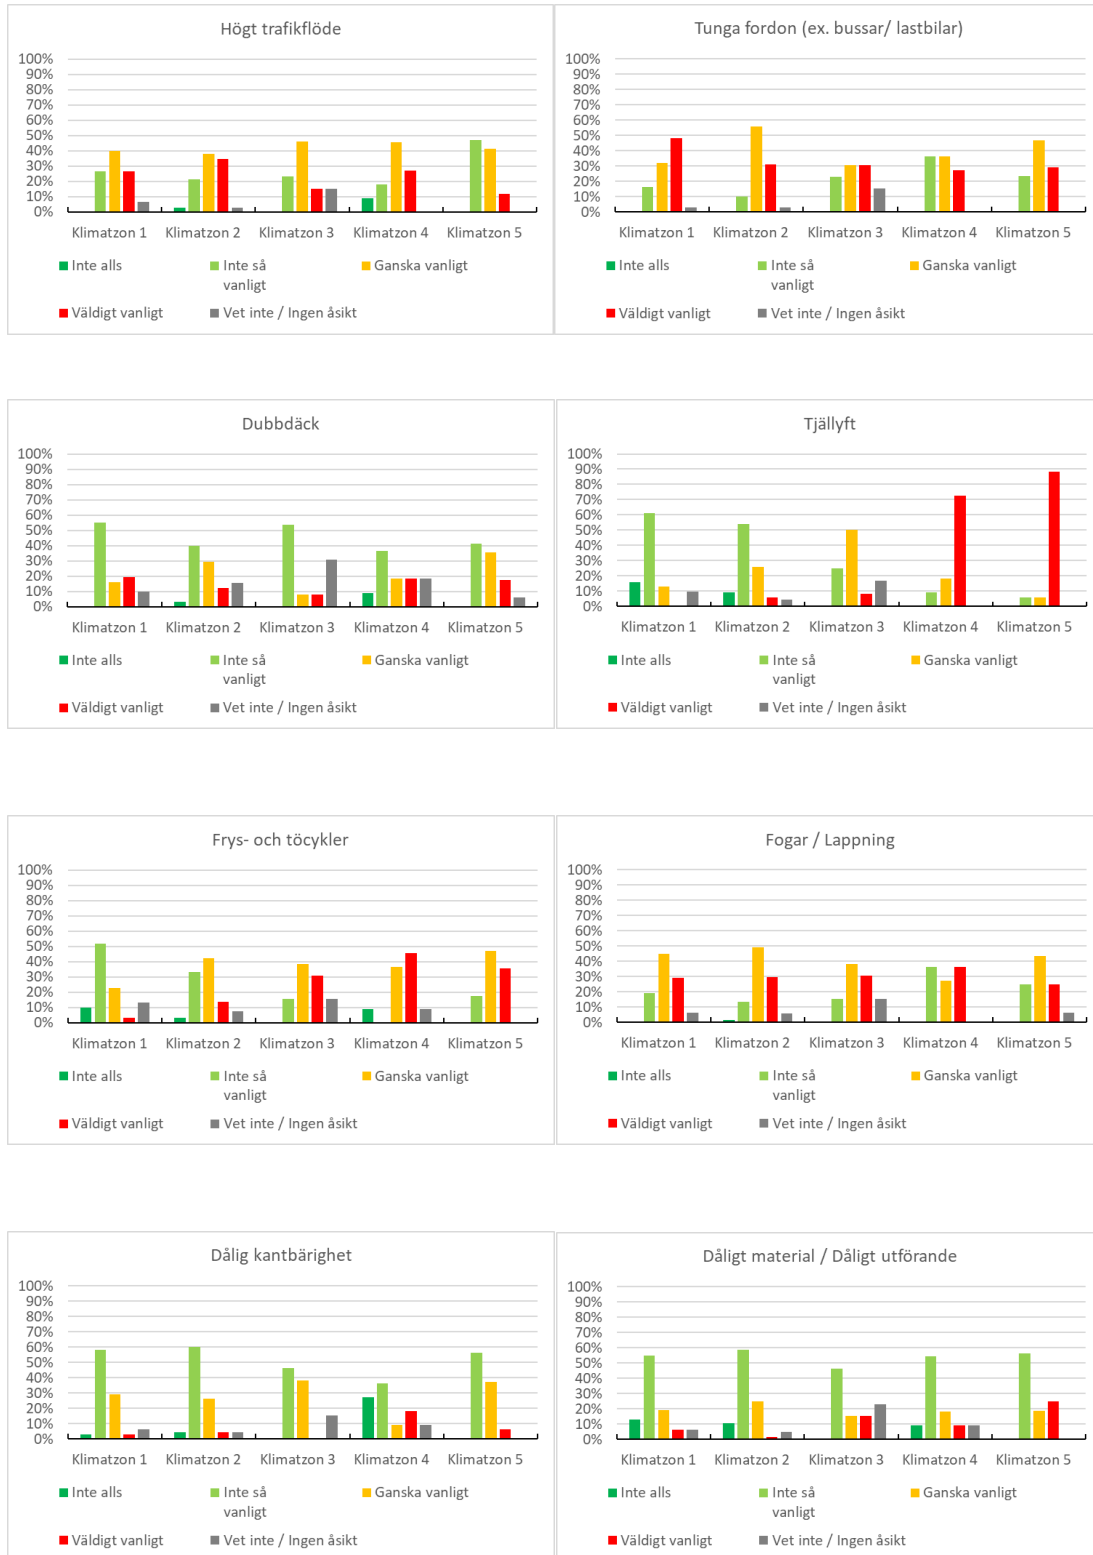 Högt trafikflöde
100%
90%
80%
70%
60%
50%
40%
30%
20%
10%
0%
Klimatzon 1 Klimatzon 2 Klimatzon 3 Klimatzon 4 Klimatzon 5
Inte alls Inte så vanligt Ganska vanligt
Väldigt vanligt Vet inte / Ingen åsikt
Tunga fordon (ex. bussar/ lastbilar)
100%
90%
80%
70%
60%
50%
40%
30%
20%
10%
0%
Klimatzon 1 Klimatzon 2 Klimatzon 3 Klimatzon 4 Klimatzon 5
Inte alls Inte så vanligt Ganska vanligt
Väldigt vanligt Vet inte / Ingen åsikt
Dubbdäck
100%
90%
80%
70%
60%
50%
40%
30%
20%
10%
0%
Klimatzon 1 Klimatzon 2 Klimatzon 3 Klimatzon 4 Klimatzon 5
Inte alls Inte så vanligt Ganska vanligt
Väldigt vanligt Vet inte / Ingen åsikt
Tjällyft
100%
90%
80%
70%
60%
50%
40%
30%
20%
10%
0%
Klimatzon 1 Klimatzon 2 Klimatzon 3 Klimatzon 4 Klimatzon 5
Inte alls Inte så vanligt Ganska vanligt
Väldigt vanligt Vet inte / Ingen åsikt
Frys- och töcykler
100%
90%
80%
70%
60%
50%
40%
30%
20%
10%
0%
Klimatzon 1 Klimatzon 2 Klimatzon 3 Klimatzon 4 Klimatzon 5
Inte alls Inte så vanligt Ganska vanligt
Väldigt vanligt Vet inte / Ingen åsikt
Fogar / Lappning
100%
90%
80%
70%
60%
50%
40%
30%
20%
10%
0%
Klimatzon 1 Klimatzon 2 Klimatzon 3 Klimatzon 4 Klimatzon 5
Inte alls Inte så vanligt Ganska vanligt
Väldigt vanligt Vet inte / Ingen åsikt
Dålig kantbärighet
100%
90%
80%
70%
60%
50%
40%
30%
20%
10%
0%
Klimatzon 1 Klimatzon 2 Klimatzon 3 Klimatzon 4 Klimatzon 5
Inte alls Inte så vanligt Ganska vanligt
Väldigt vanligt Vet inte / Ingen åsikt
Dåligt material / Dåligt utförande
100%
90%
80%
70%
60%
50%
40%
30%
20%
10%
0%
Klimatzon 1 Klimatzon 2 Klimatzon 3 Klimatzon 4 Klimatzon 5
Inte alls Inte så vanligt Ganska vanligt
Väldigt vanligt Vet inte / Ingen åsikt